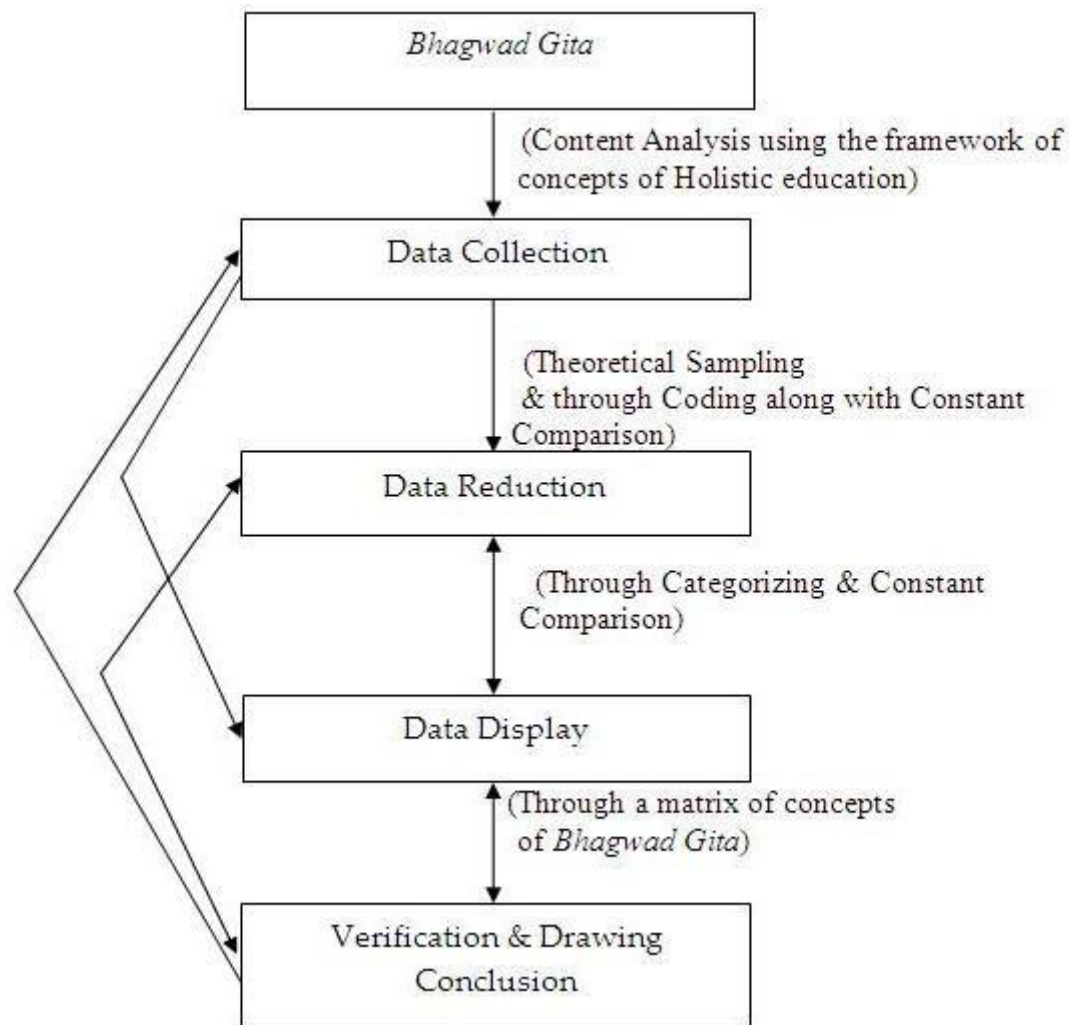 Bhagwad Gita
(Content Analysis using the framework of
concepts of Holistic education)
Data Collection
(Theoretical Sampling
& through Coding along with Constant
Comparison)
Data Reduction
(Through Categorizing & Constant
Comparison)
Data Display
(Through a matrix of concepts
of Bhagwad Gita)
Verification & Drawing
Conclusion